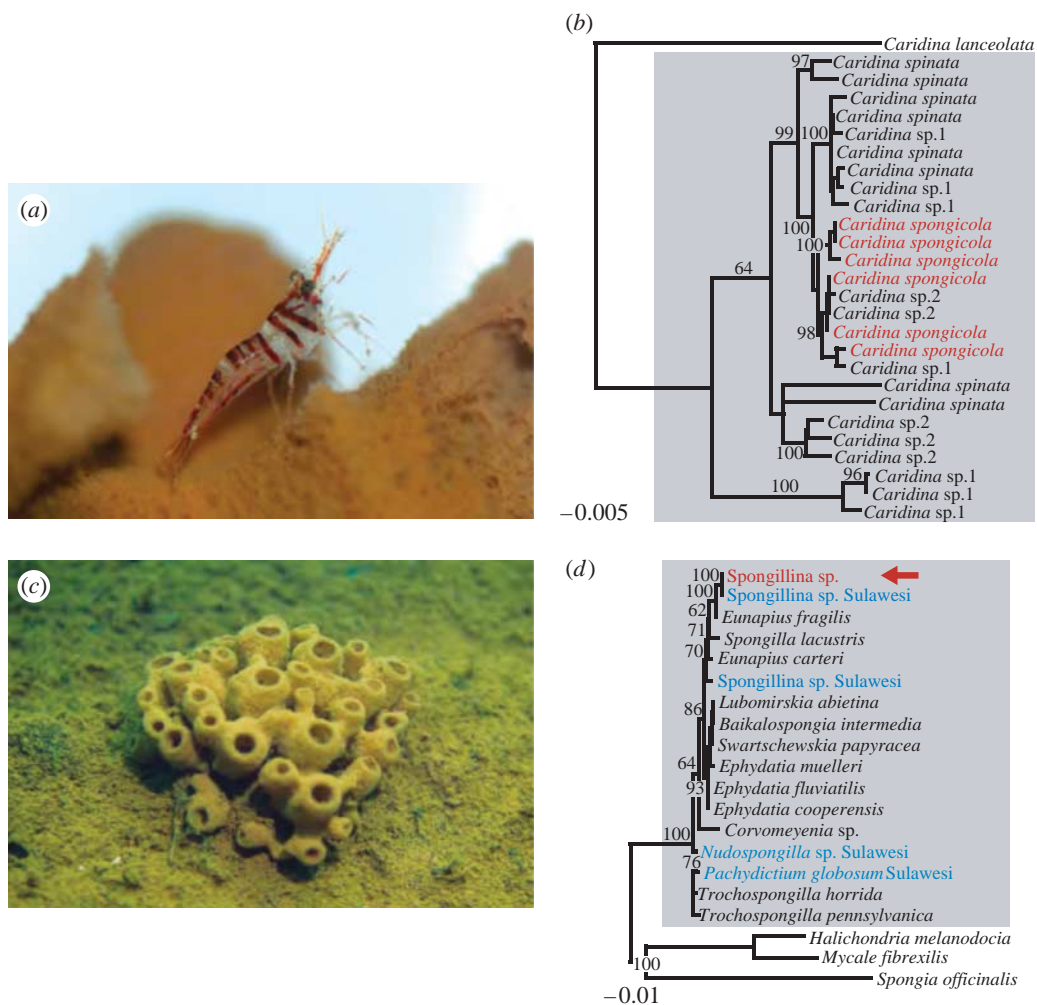 (a)
(b)
Caridina lanceolata
97
Caridina spinata
Caridina spinata
Caridina spinata
99
100
Caridina spinata
Caridina sp.1
Caridina spinata
Caridina spinata
Caridina sp.1
Caridina sp.1
100
Caridina spongicola
100
Caridina spongicola
Caridina spongicola
64
Caridina spongicola
Caridina sp.2
Caridina sp.2
98
Caridina spongicola
Caridina spongicola
Caridina sp.1
Caridina spinata
Caridina spinata
Caridina sp.2
Caridina sp.2
100
Caridina sp.2
96
Caridina sp.1
100
Caridina sp.1
Caridina sp.1
–0.005
(c)
(d)
100
Spongillina sp.
100
Spongillina sp. Sulawesi
62
Eunapius fragilis
71
Spongilla lacustris
70
Eunapius carteri
Spongillina sp. Sulawesi
86
Lubomirskia abietina
Baikalospongia intermedia
Swartschewskia papyracea
64
Ephydatia muelleri
93
Ephydatia fluviatilis
Ephydatia cooperensis
100
Corvomeyenia sp.
Nudospongilla sp. Sulawesi
76
Pachydictium globosum Sulawesi
Trochospongilla horrida
Trochospongilla pennsylvanica
Halichondria melanodocia
100
Mycale fibrexilis
Spongia officinalis
–0.01